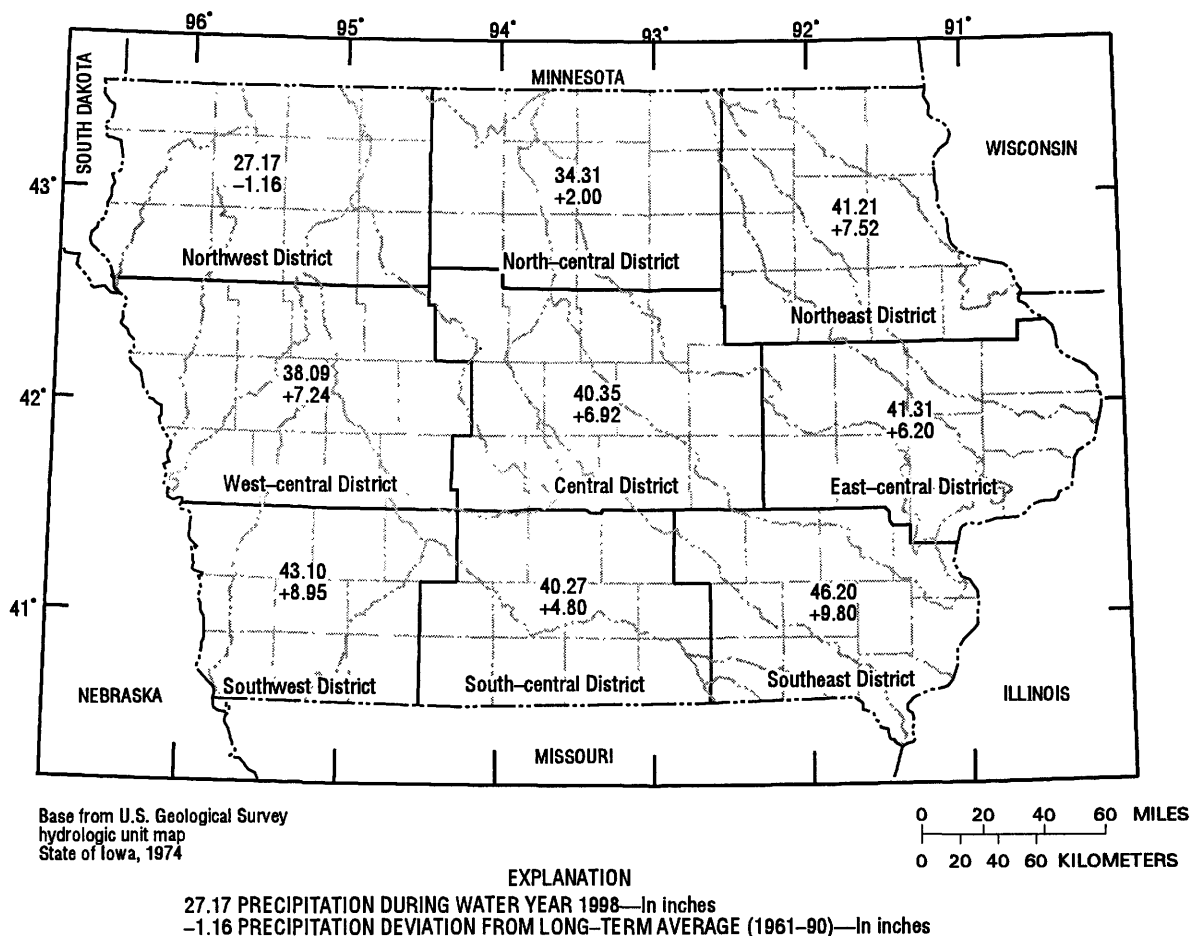 96° 95° 94° 93° 92° 91°
SOUTH DAKOTA
MINNESOTA
WISCONSIN
43°
27.17
–1.16
34.31
+2.00
41.21
+7.52
Northwest District
North–central District
Northeast District
42°
38.09
+7.24
40.35
+6.92
41.31
+6.20
West–central District
Central District
East–central District
41°
43.10
+8.95
40.27
+4.80
46.20
+9.80
Southwest District
South–central District
Southeast District
NEBRASKA
MISSOURI
ILLINOIS
Base from U.S. Geological Survey
hydrologic unit map
State of Iowa, 1974
0 20 40 60 MILES
0 20 40 60 KILOMETERS
EXPLANATION
27.17 PRECIPITATION DURING WATER YEAR 1998—In inches
–1.16 PRECIPITATION DEVIATION FROM LONG–TERM AVERAGE (1961–90)—In inches